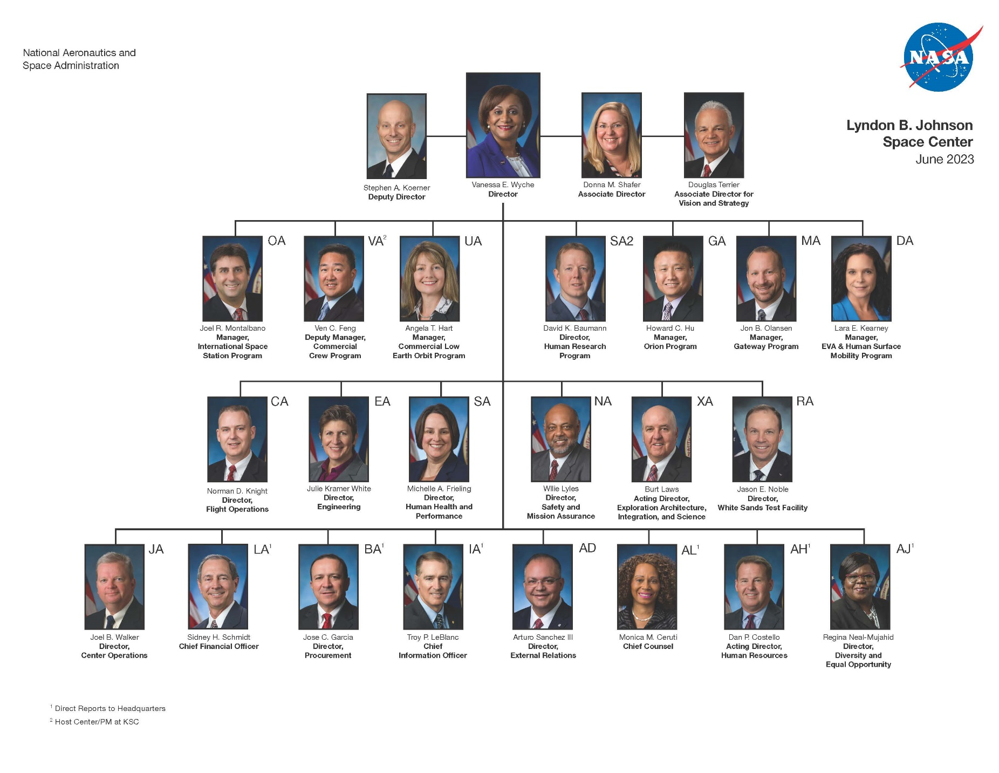 National Aeronautics and
Space Administration
NASA
Lyndon B. Johnson
Space Center
June 2023
Stephen A. Koerner
Deputy Director
Vanessa E. Wyche
Director
Donna M. Shafer
Associate Director
Douglas Terrier
Associate Director for
Vision and Strategy
OA
Joel R. Montalbano
Manager,
International Space
Station Program
VA²
Ven C. Feng
Deputy Manager,
Commercial
Crew Program
UA
Angela T. Hart
Manager,
Commercial Low
Earth Orbit Program
SA2
David K. Baumann
Director,
Human Research
Program
GA
Howard C. Hu
Manager,
Orion Program
MA
Jon B. Olansen
Manager,
Gateway Program
DA
Lara E. Kearney
Manager,
EVA & Human Surface
Mobility Program
CA
Norman D. Knight
Director,
Flight Operations
EA
Julie Kramer White
Director,
Engineering
SA
Michelle A. Frieling
Director,
Human Health and
Performance
NA
WIlie Lyles
Director,
Safety and
Mission Assurance
XA
Burt Laws
Acting Director,
Exploration Architecture,
Integration, and Science
RA
Jason E. Noble
Director,
White Sands Test Facility
JA
Joel B. Walker
Director,
Center Operations
LA¹
Sidney H. Schmidt
Chief Financial Officer
BA¹
Jose C. Garcia
Director,
Procurement
IA¹
Troy P. LeBlanc
Chief
Information Officer
AD
Arturo Sanchez III
Director,
External Relations
AL¹
Monica M. Ceruti
Chief Counsel
AH¹
Dan P. Costello
Acting Director,
Human Resources
AJ¹
Regina Neal-Mujahid
Director,
Diversity and
Equal Opportunity
¹ Direct Reports to Headquarters
² Host Center/PM at KSC